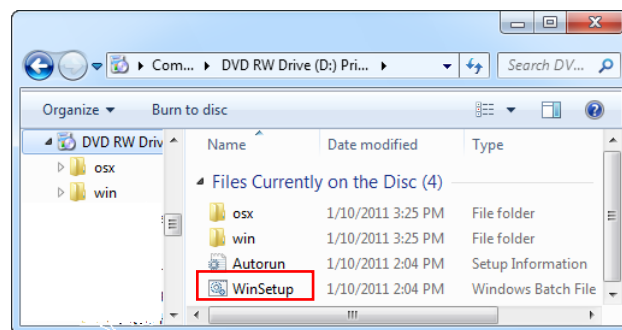 Com... DVD RW Drive (D:) Pri... Search DV...
Organize Burn to disc
DVD RW Driv
osx
win
Name Date modified Type
Files Currently on the Disc (4)
osx 1/10/2011 3:25 PM File folder
win 1/10/2011 3:25 PM File folder
Autorun 1/10/2011 2:04 PM Setup Information
WinSetup 1/10/2011 2:04 PM Windows Batch File